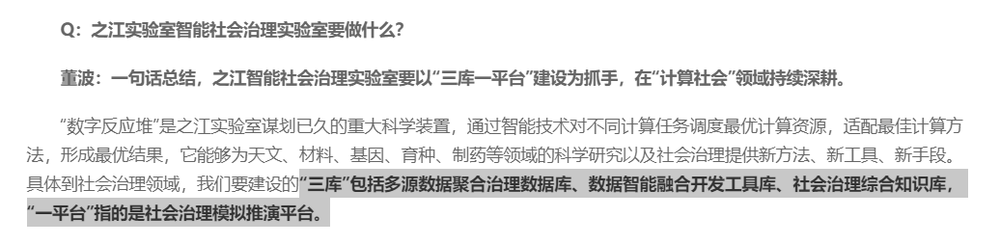 Q：之江实验室智能社会治理实验室要做什么？
董波：一句话总结，之江智能社会治理实验室要以“三库一平台”建设为抓手，在“计算社会”领域持续深耕。
“数字反应堆”是之江实验室谋划已久的重大科学装置，通过智能技术对不同计算任务调度最优计算资源，适配最佳计算方
法，形成最优结果，它能够为天文、材料、基因、育种、制药等领域的科学研究以及社会治理提供新方法、新工具、新手段。
具体到社会治理领域，我们要建设的“三库”包括多源数据聚合治理数据库、数据智能融合开发工具库、社会治理综合知识库，
“一平台”指的是社会治理模拟推演平台。